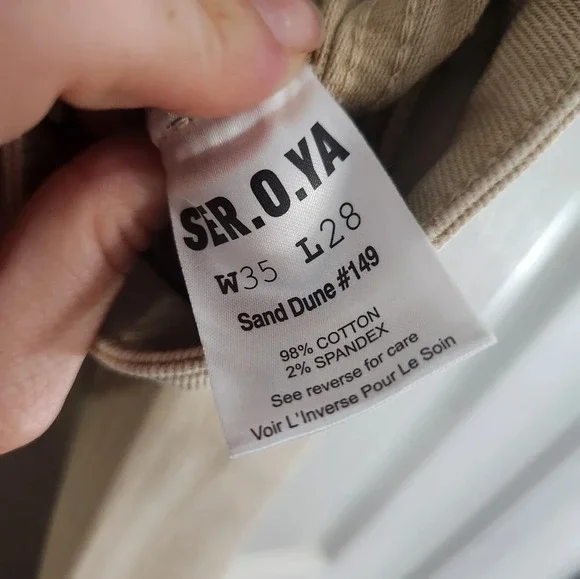 SER.O.YA
W35 L28
Sand Dune #149
98% COTTON
2% SPANDEX
See reverse for care
Voir L'Inverse Pour Le Soin